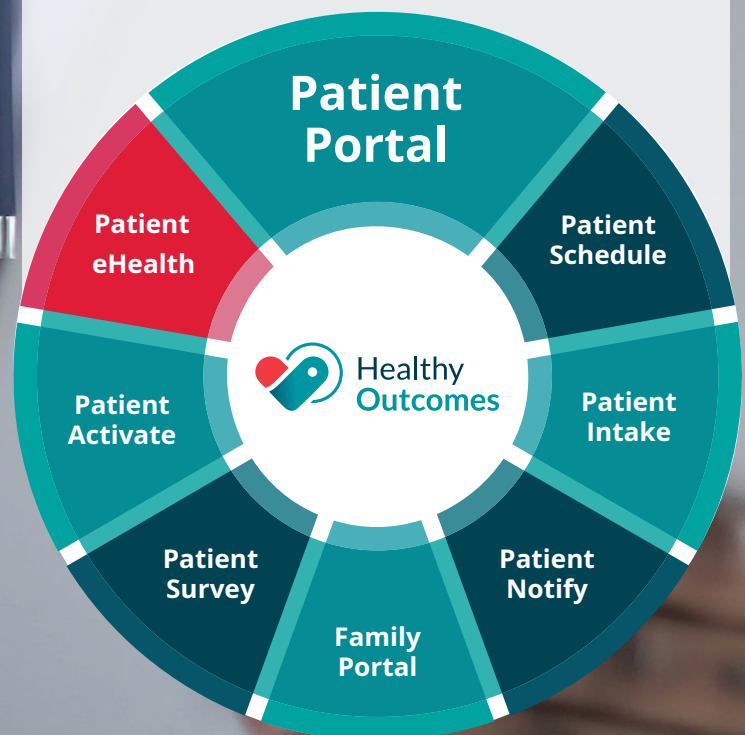 Patient
Portal
Patient
Schedule
Patient
Intake
Patient
Notify
Family
Portal
Patient
Survey
Patient
Activate
Patient
eHealth
Healthy
Outcomes